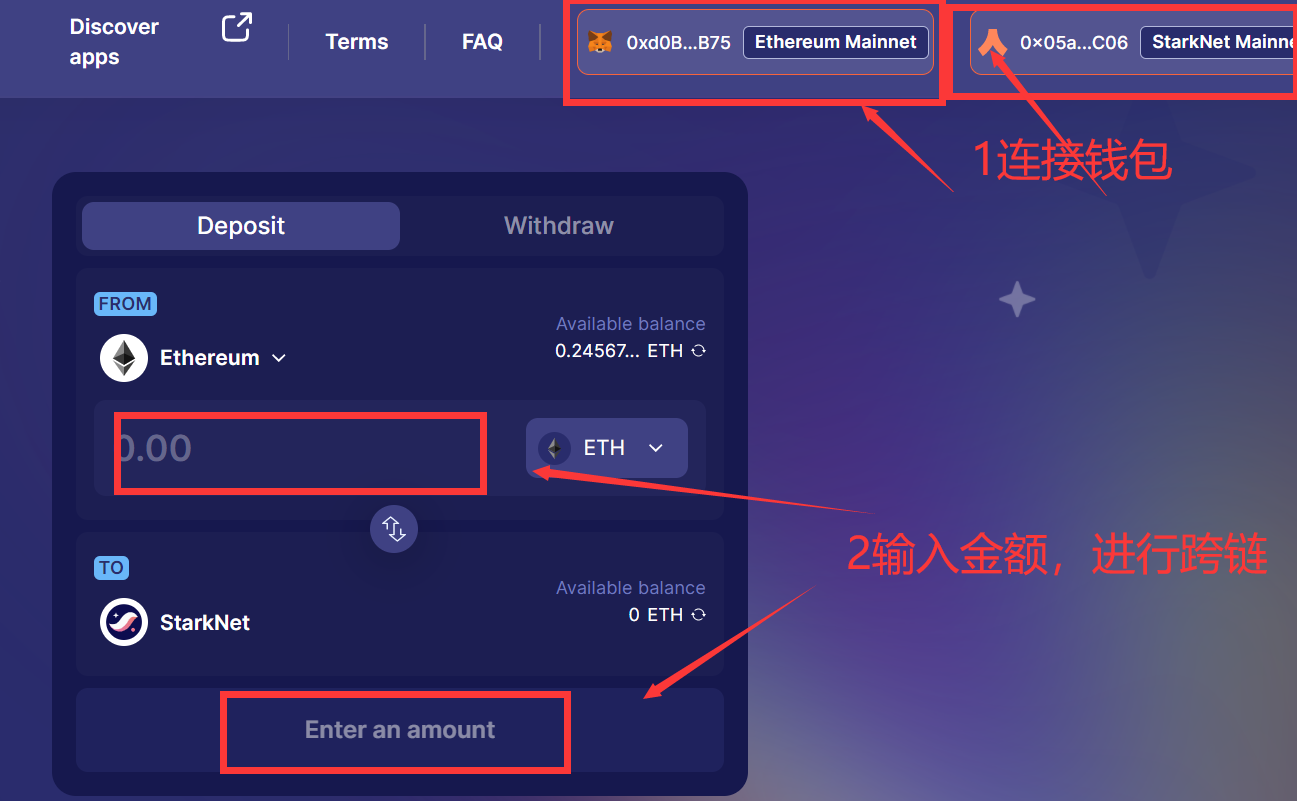 Discover
apps
Terms
FAQ
0xd0B...B75
Ethereum Mainnet
0x05a...C06
StarkNet Mainne
1连接钱包
Deposit
Withdraw
FROM
Available balance
Ethereum
0.24567... ETH
0.00
ETH
2输入金额，进行跨链
TO
Available balance
StarkNet
0 ETH
Enter an amount